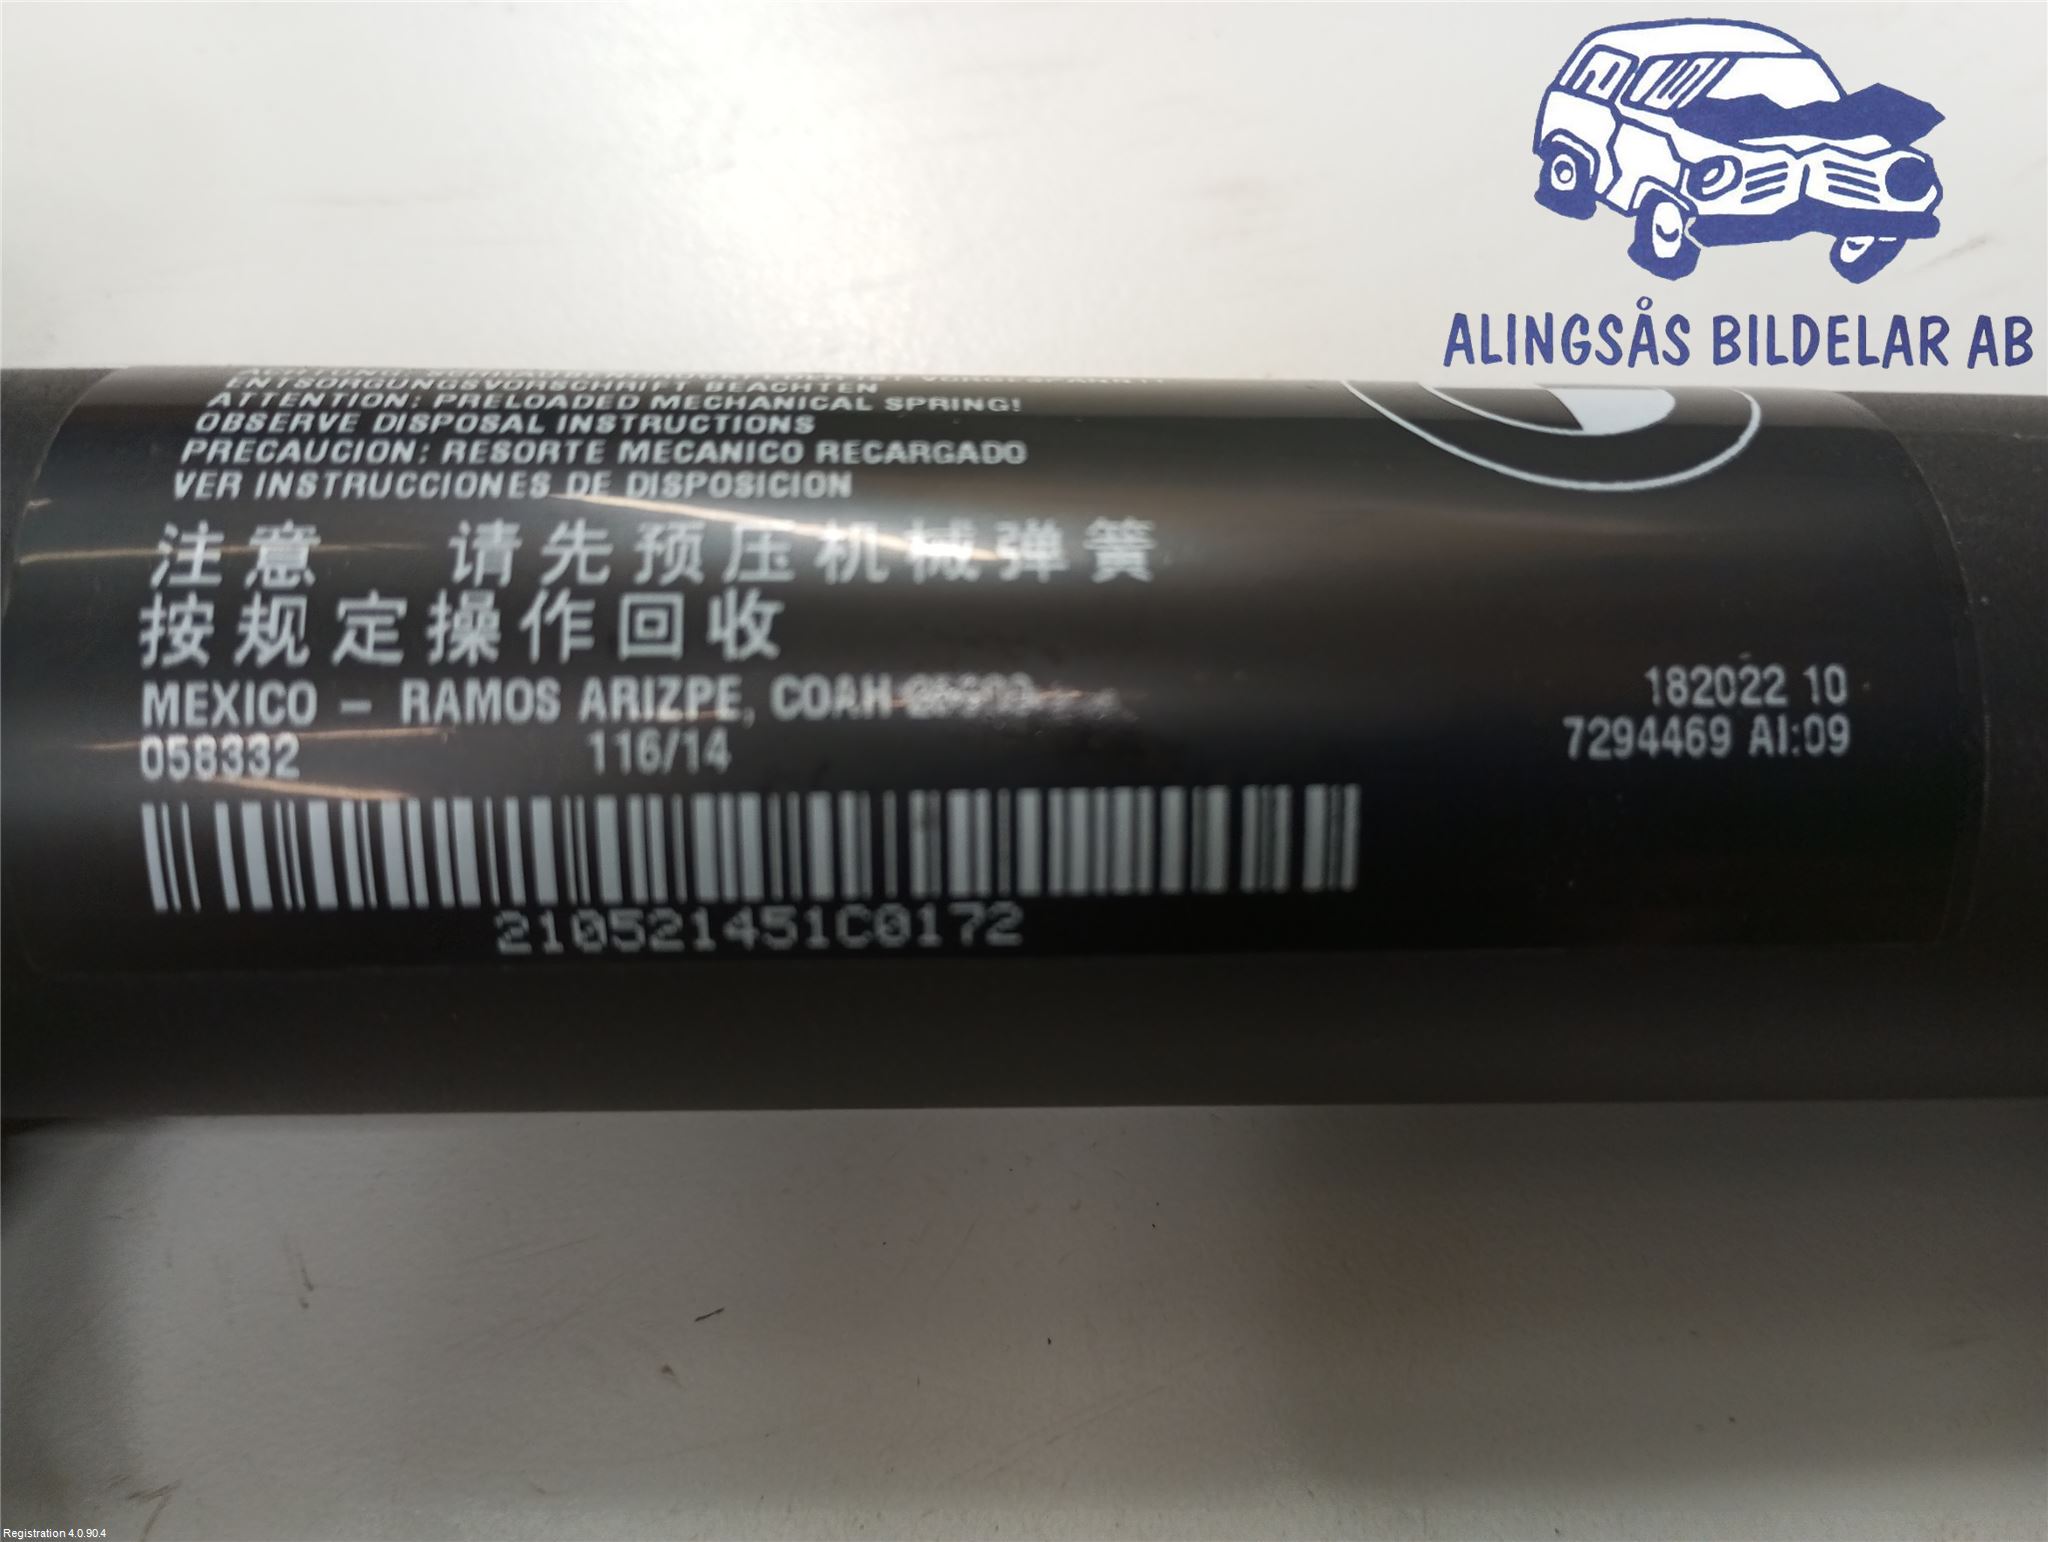 ALINGSÅS BILDELAR AB
ENTSORGUNGSVORSCHRIFT BEACHTEN
ATTENTION: PRELOADED MECHANICAL SPRING!
OBSERVE DISPOSAL INSTRUCTIONS
PRECAUCION: RESORTE MECANICO RECARGADO
VER INSTRUCCIONES DE DISPOSICION
注意 请先预压机械弹簧
按规定操作回收
MEXICO - RAMOS ARIZPE, COAH
182022 10
058332 116/14
7294469 AI:09
210521451C0172
Registration 4.0.90.4